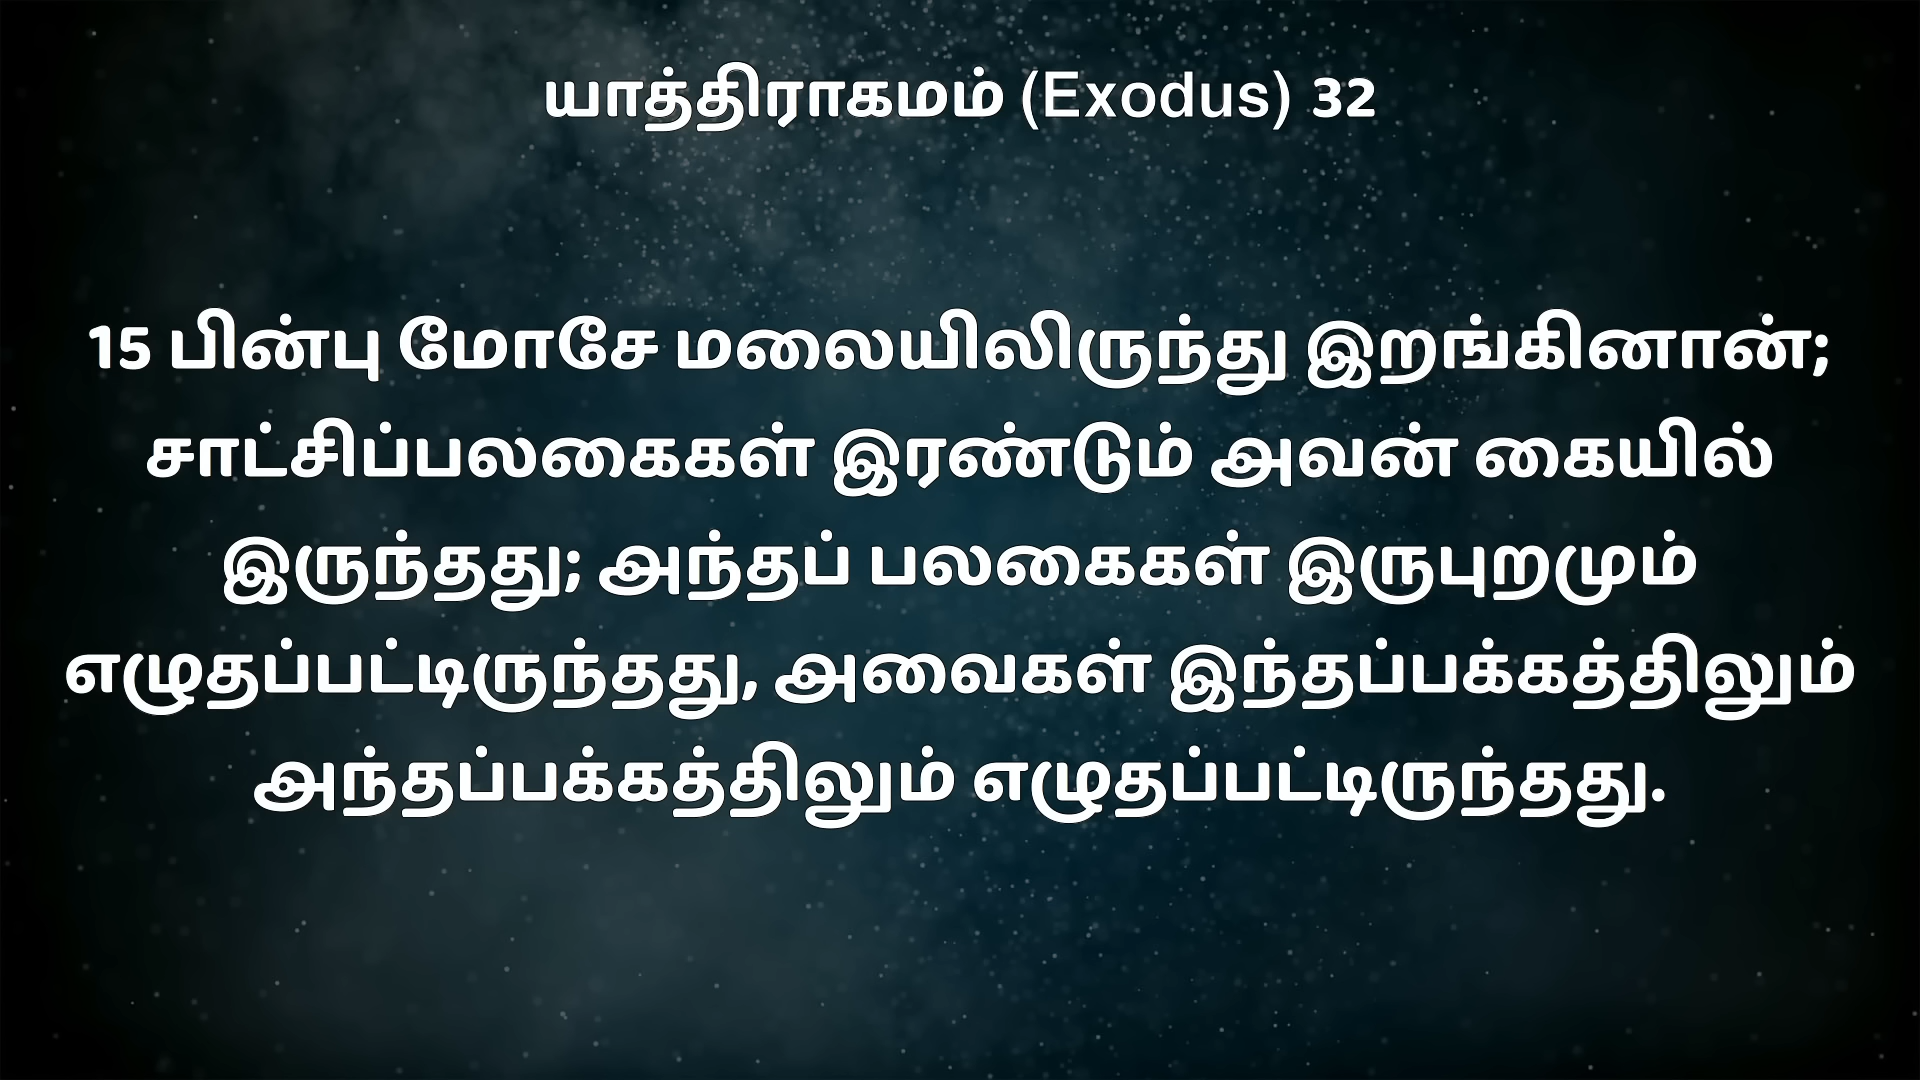 யாத்திராகமம் (Exodus) 32
15 பின்பு மோசே மலையிலிருந்து இறங்கினான்;
சாட்சிப்பலகைகள் இரண்டும் அவன் கையில்
இருந்தது; அந்தப் பலகைகள் இருபுறமும்
எழுதப்பட்டிருந்தது, அவைகள் இந்தப்பக்கத்திலும்
அந்தப்பக்கத்திலும் எழுதப்பட்டிருந்தது.